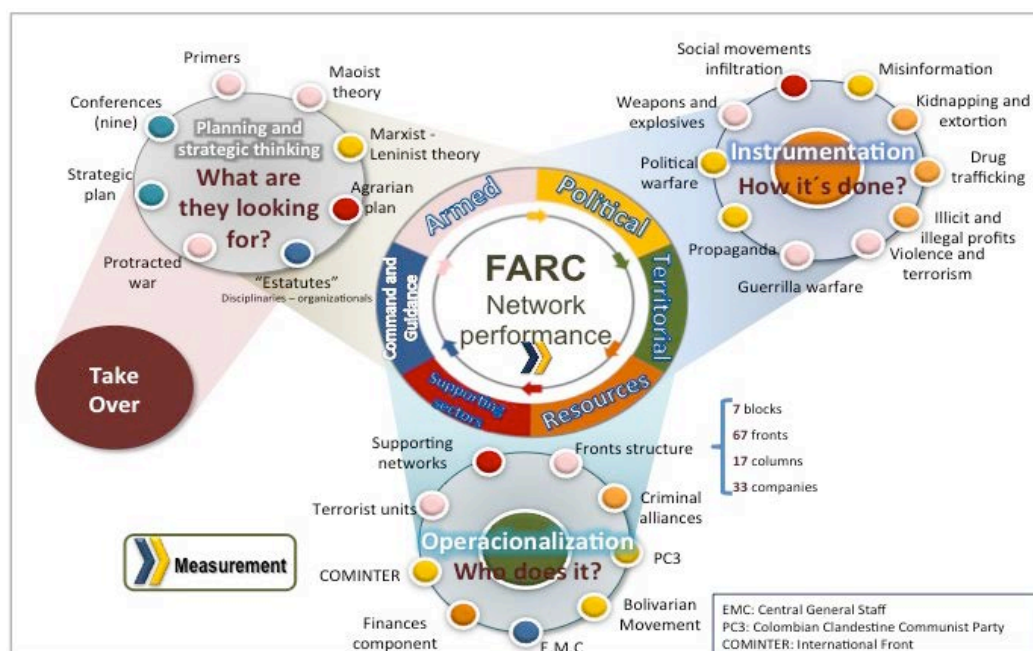 Primers
Maoist
theory
Conferences
(nine)
Planning and
strategic thinking
What are
they looking
for?
Marxist -
Leninist theory
Strategic
plan
Agrarian
plan
Protracted
war
"Estatutes"
Disciplinaries – organizationals
Take
Over
Social movements
infiltration
Misinformation
Weapons and
explosives
Kidnapping and
extortion
Instrumentation
How it´s done?
Political
warfare
Drug
trafficking
Illicit and
illegal profits
Propaganda
Violence and
terrorism
Guerrilla warfare
Armed
Political
Territorial
Resources
Supporting
sectors
Command and
Guidance
FARC
Network
performance
7 blocks
67 fronts
17 columns
33 companies
Supporting
networks
Fronts structure
Terrorist units
Criminal
alliances
Operacionalization
Who does it?
COMINTER
PC3
Finances
component
Bolivarian
Movement
E.M.C
Measurement
EMC: Central General Staff
PC3: Colombian Clandestine Communist Party
COMINTER: International Front